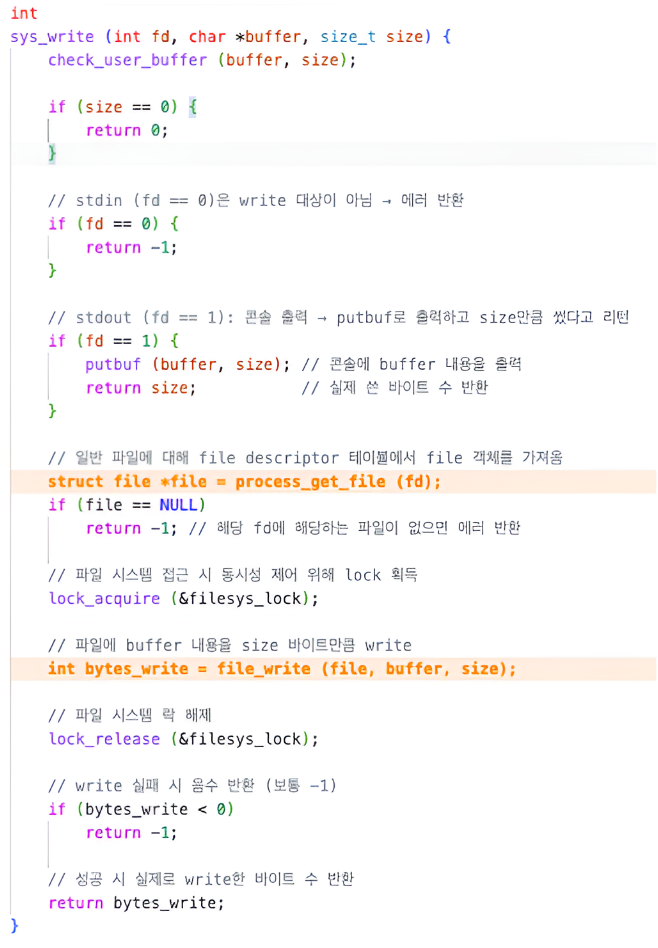 int
sys_write (int fd, char *buffer, size_t size) {
    check_user_buffer (buffer, size);

    if (size == 0) {
        return 0;
    }

    // stdin (fd == 0)은 write 대상이 아님 → 에러 반환
    if (fd == 0) {
        return -1;
    }

    // stdout (fd == 1): 콘솔 출력 → putbuf로 출력하고 size만큼 썼다고 리턴
    if (fd == 1) {
        putbuf (buffer, size); // 콘솔에 buffer 내용을 출력
        return size;           // 실제 쓴 바이트 수 반환
    }

    // 일반 파일에 대해 file descriptor 테이블에서 file 객체를 가져옴
    struct file *file = process_get_file (fd);
    if (file == NULL)
        return -1; // 해당 fd에 해당하는 파일이 없으면 에러 반환

    // 파일 시스템 접근 시 동시성 제어 위해 lock 획득
    lock_acquire (&filesys_lock);

    // 파일에 buffer 내용을 size 바이트만큼 write
    int bytes_write = file_write (file, buffer, size);

    // 파일 시스템 락 해제
    lock_release (&filesys_lock);

    // write 실패 시 음수 반환 (보통 -1)
    if (bytes_write < 0)
        return -1;

    // 성공 시 실제로 write한 바이트 수 반환
    return bytes_write;
}